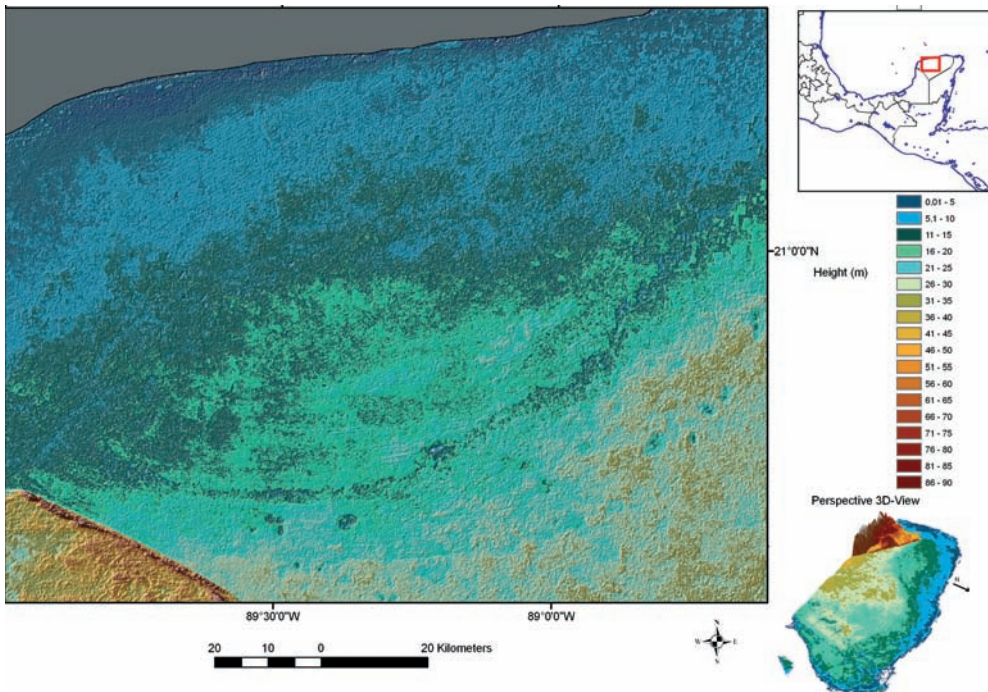 21°0'0"N
Height (m)
0,01 - 5
5,1 - 10
11 - 15
16 - 20
21 - 25
26 - 30
31 - 35
36 - 40
41 - 45
46 - 50
51 - 55
56 - 60
61 - 65
66 - 70
71 - 75
76 - 80
81 - 85
86 - 90
Perspective 3D-View
N
89°30'0"W
89°0'0"W
20 10 0 20 Kilometers
N
W E
S